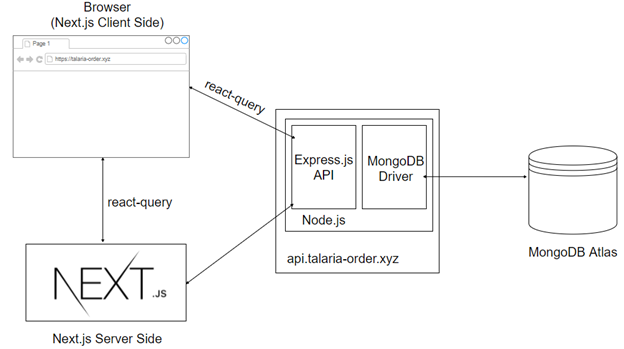 Browser
(Next.js Client Side)
Page 1
https://talaria-order.xyz
react-query
react-query
Express.js
API
MongoDB
Driver
Node.js
api.talaria-order.xyz
MongoDB Atlas
NEXT.JS
Next.js Server Side